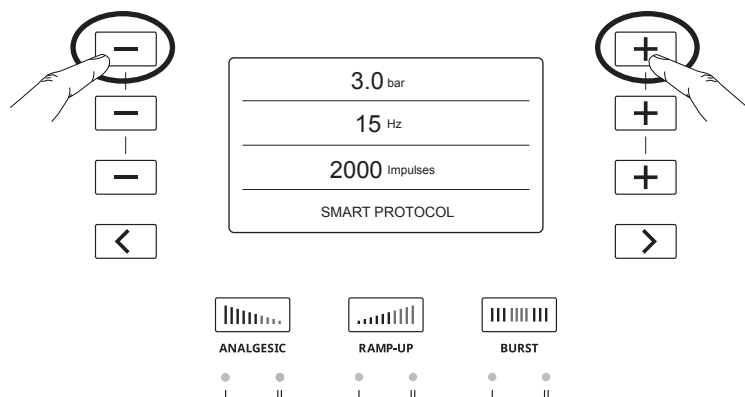 3.0 bar
15 Hz
2000 Impulses
SMART PROTOCOL
ANALGESIC RAMP-UP BURST
I II I II I II